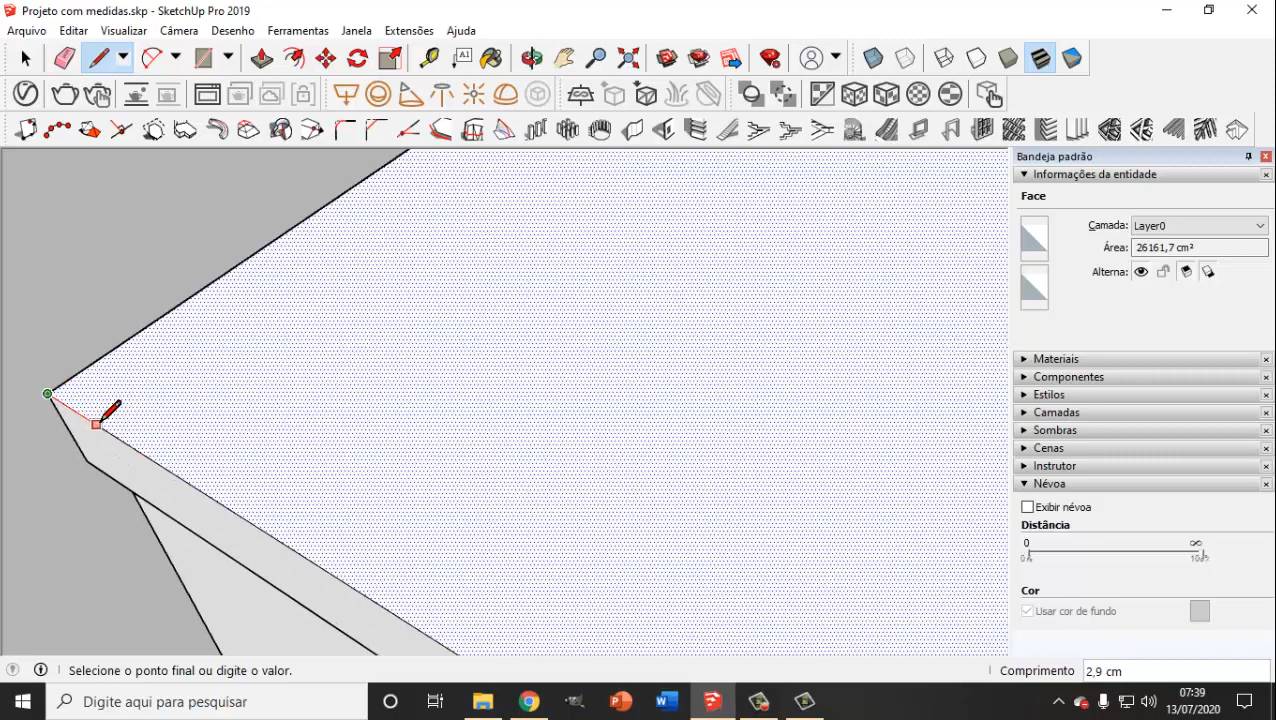 Projeto com medidas.skp - SketchUp Pro 2019
Arquivo Editar Visualizar Câmera Desenho Ferramentas Janela Extensões Ajuda
A1
Bandeja padrão
Informações da entidade
Face
Camada: Layer0
Área: 26161,7 cm²
Alterna:
Materiais
Componentes
Estilos
Camadas
Sombras
Cenas
Instrutor
Névoa
Exibir névoa
Distância
0 ∞
Cor
Usar cor de fundo
Selecione o ponto final ou digite o valor. Comprimento 2,9 cm
Digite aqui para pesquisar
07:39
13/07/2020